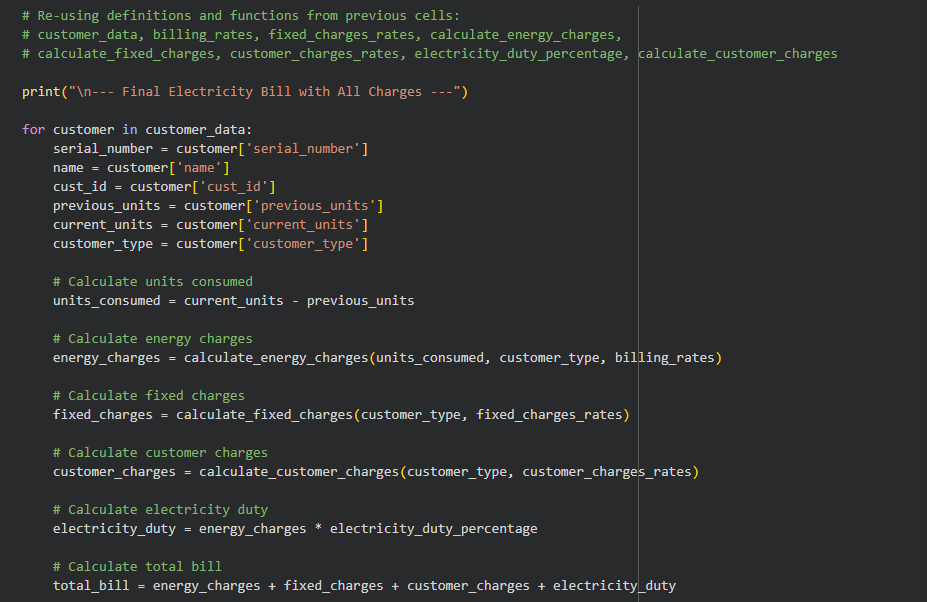 # Re-using definitions and functions from previous cells:
# customer_data, billing_rates, fixed_charges_rates, calculate_energy_charges,
# calculate_fixed_charges, customer_charges_rates, electricity_duty_percentage, calculate_customer_charges
print("\n--- Final Electricity Bill with All Charges ---")
for customer in customer_data:
    serial_number = customer['serial_number']
    name = customer['name']
    cust_id = customer['cust_id']
    previous_units = customer['previous_units']
    current_units = customer['current_units']
    customer_type = customer['customer_type']
    # Calculate units consumed
    units_consumed = current_units - previous_units
    # Calculate energy charges
    energy_charges = calculate_energy_charges(units_consumed, customer_type, billing_rates)
    # Calculate fixed charges
    fixed_charges = calculate_fixed_charges(customer_type, fixed_charges_rates)
    # Calculate customer charges
    customer_charges = calculate_customer_charges(customer_type, customer_charges_rates)
    # Calculate electricity duty
    electricity_duty = energy_charges * electricity_duty_percentage
    # Calculate total bill
    total_bill = energy_charges + fixed_charges + customer_charges + electricity_duty